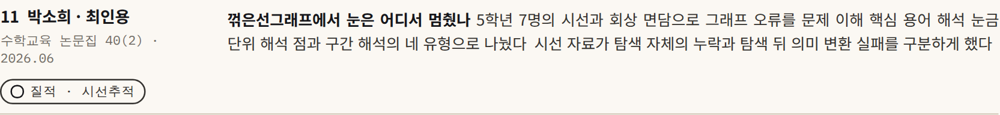 11 박소희 · 최인용
수학교육 논문집 40(2) ·
2026.06
질적 · 시선추적
꺾은선그래프에서 눈은 어디서 멈췄나 5학년 7명의 시선과 회상 면담으로 그래프 오류를 문제 이해 핵심 용어 해석 눈금
단위 해석 점과 구간 해석의 네 유형으로 나눴다 시선 자료가 탐색 자체의 누락과 탐색 뒤 의미 변환 실패를 구분하게 했다